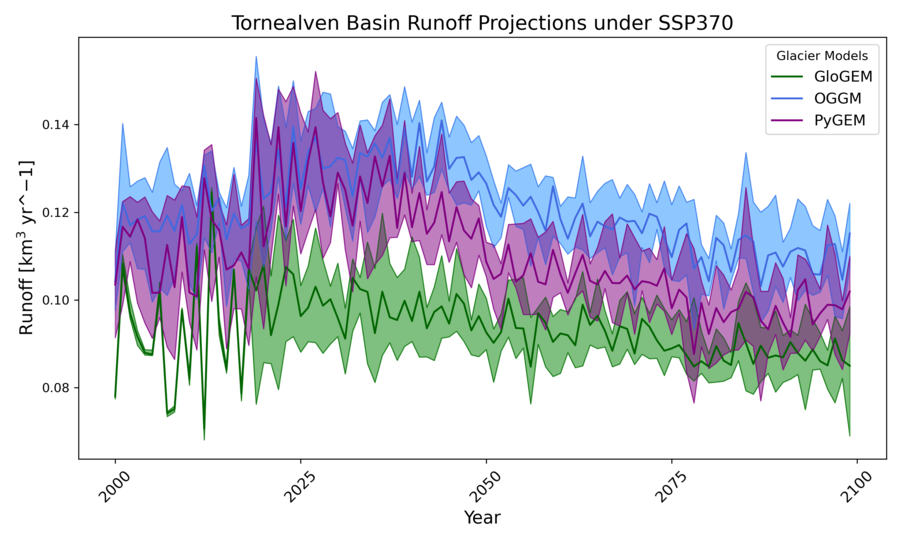 Tornealven Basin Runoff Projections under SSP370
Glacier Models
GloGEM
OGGM
PyGEM
Runoff [km³ yr^−1]
0.14
0.12
0.10
0.08
2000
2025
2050
2075
2100
Year